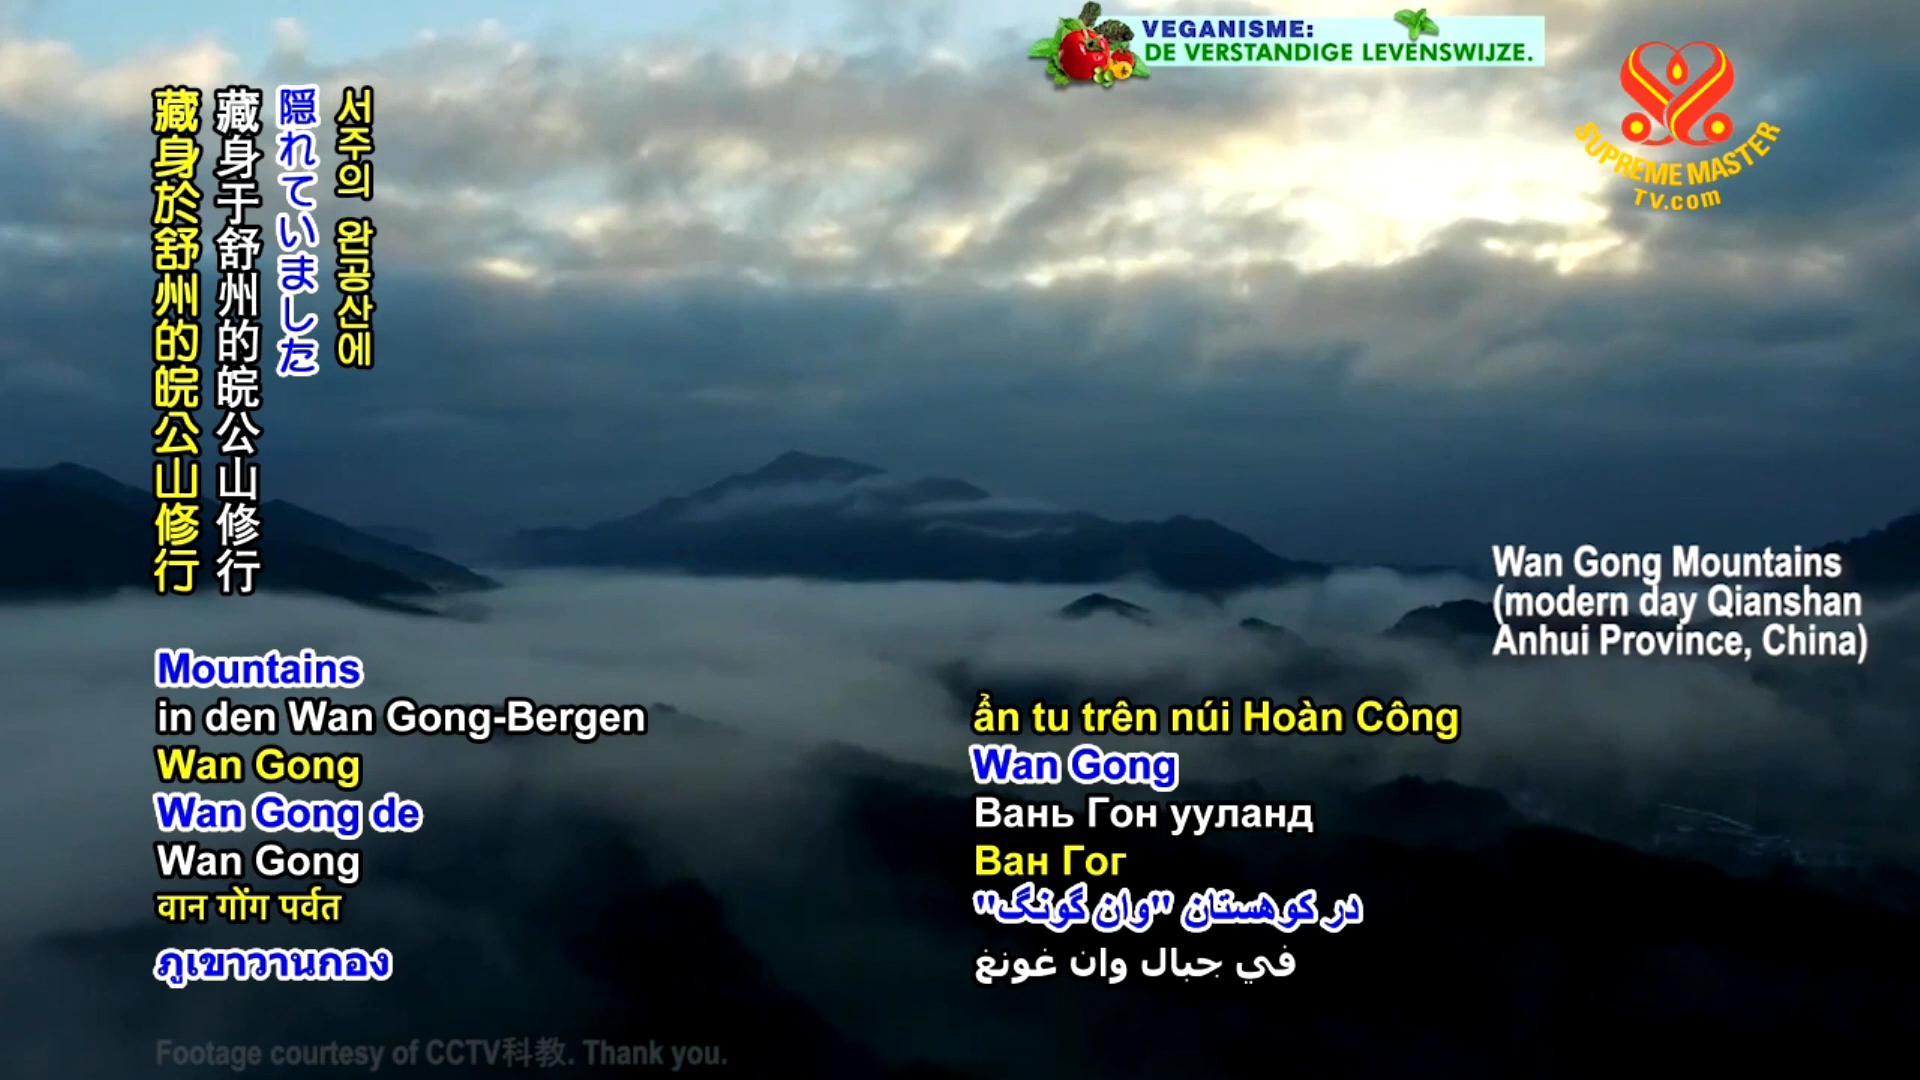 VEGANISME:
DE VERSTANDIGE LEVENSWIJZE.
SUPREME MASTER
TV.com
서주의 완공산에
隠れていました
藏身于舒州的皖公山修行
藏身於舒州的皖公山修行
Wan Gong Mountains
(modern day Qianshan
Anhui Province, China)
Mountains
in den Wan Gong-Bergen
Wan Gong
Wan Gong de
Wan Gong
वान गोंग पर्वत
ภูเขาวานกอง
ẩn tu trên núi Hoàn Công
Wan Gong
Вань Гон ууланд
Ван Гог
در کوهستان "وان گونگ"
في جبال وان غونغ
Footage courtesy of CCTV科教. Thank you.